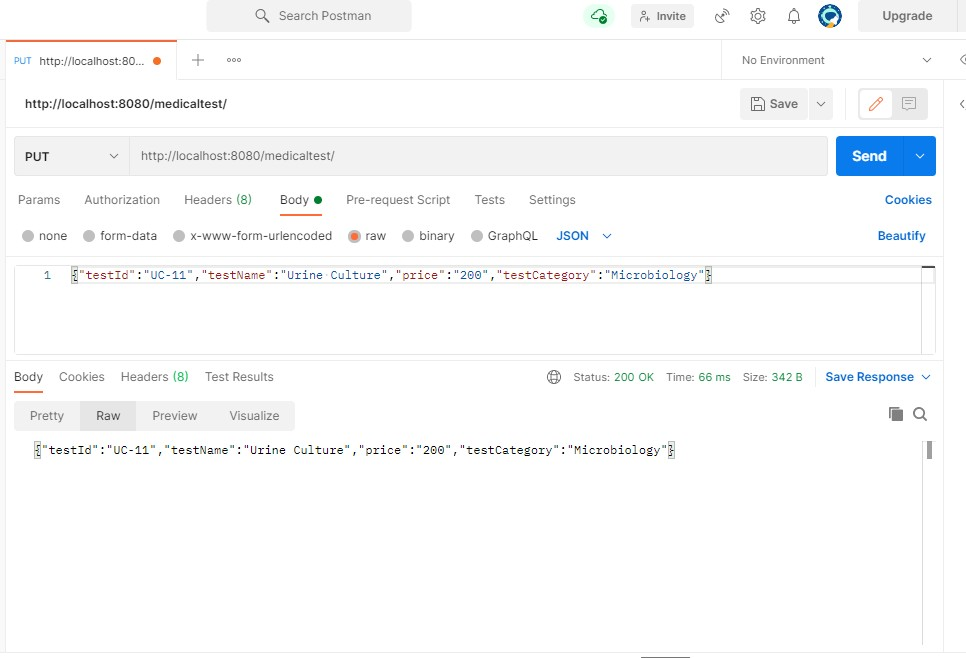 Search Postman
Invite
Upgrade
PUT http://localhost:80...
No Environment
http://localhost:8080/medicaltest/
Save
PUT
http://localhost:8080/medicaltest/
Send
Params Authorization Headers (8) Body Pre-request Script Tests Settings Cookies
none form-data x-www-form-urlencoded raw binary GraphQL JSON Beautify
1 {"testId":"UC-11","testName":"Urine Culture","price":"200","testCategory":"Microbiology"}
Body Cookies Headers (8) Test Results Status: 200 OK Time: 66 ms Size: 342 B Save Response
Pretty Raw Preview Visualize
{"testId":"UC-11","testName":"Urine Culture","price":"200","testCategory":"Microbiology"}